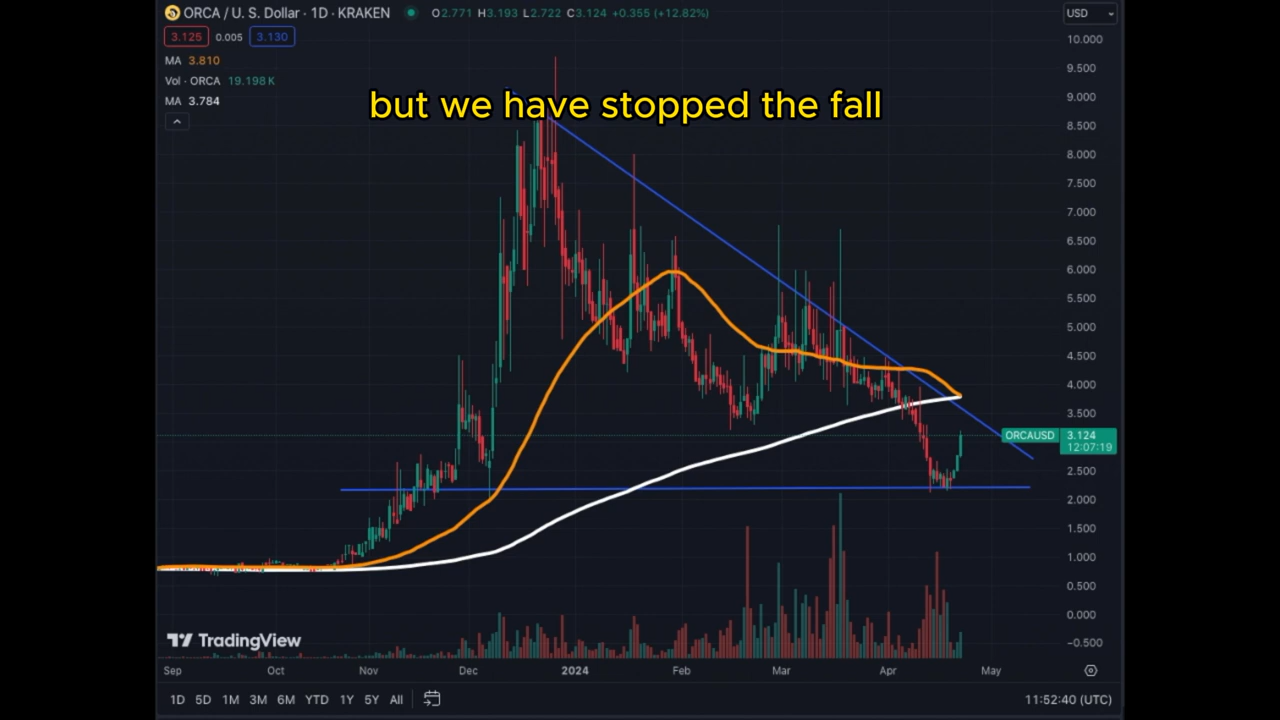 ORCA / U. S. Dollar · 1D · KRAKEN O2.771 H3.193 L2.722 C3.124 +0.355 (+12.82%)
USD
3.125 0.005 3.130
MA 3.810
Vol · ORCA 19.198K
MA 3.784
but we have stopped the fall
10.000
9.500
9.000
8.500
8.000
7.500
7.000
6.500
6.000
5.500
5.000
4.500
4.000
3.500
ORCAUSD 3.124
12:07:19
2.500
2.000
1.500
1.000
0.500
0.000
−0.500
TradingView
Sep Oct Nov Dec 2024 Feb Mar Apr May
1D 5D 1M 3M 6M YTD 1Y 5Y All 11:52:40 (UTC)